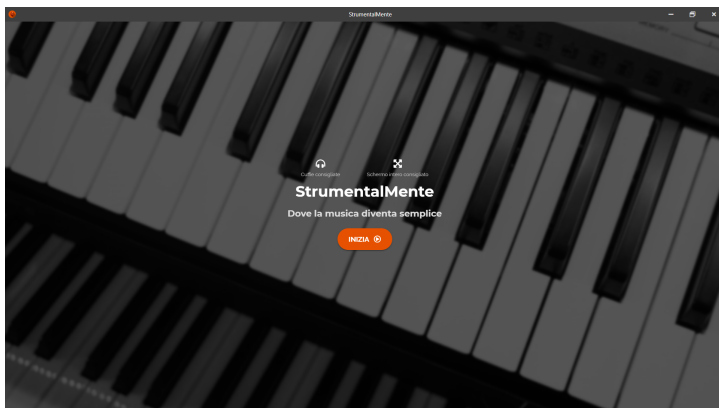 StrumentalMente
Cuffie consigliate
Schermo intero consigliato
StrumentalMente
Dove la musica diventa semplice
INIZIA